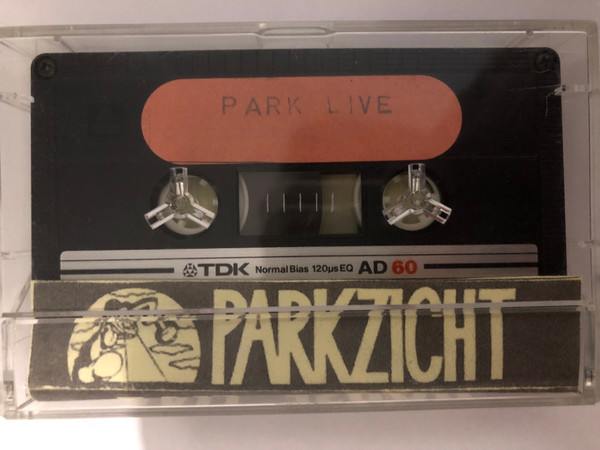 PARK LIVE
TDK Normal Bias 120µs EQ AD 60
PARKZICHT